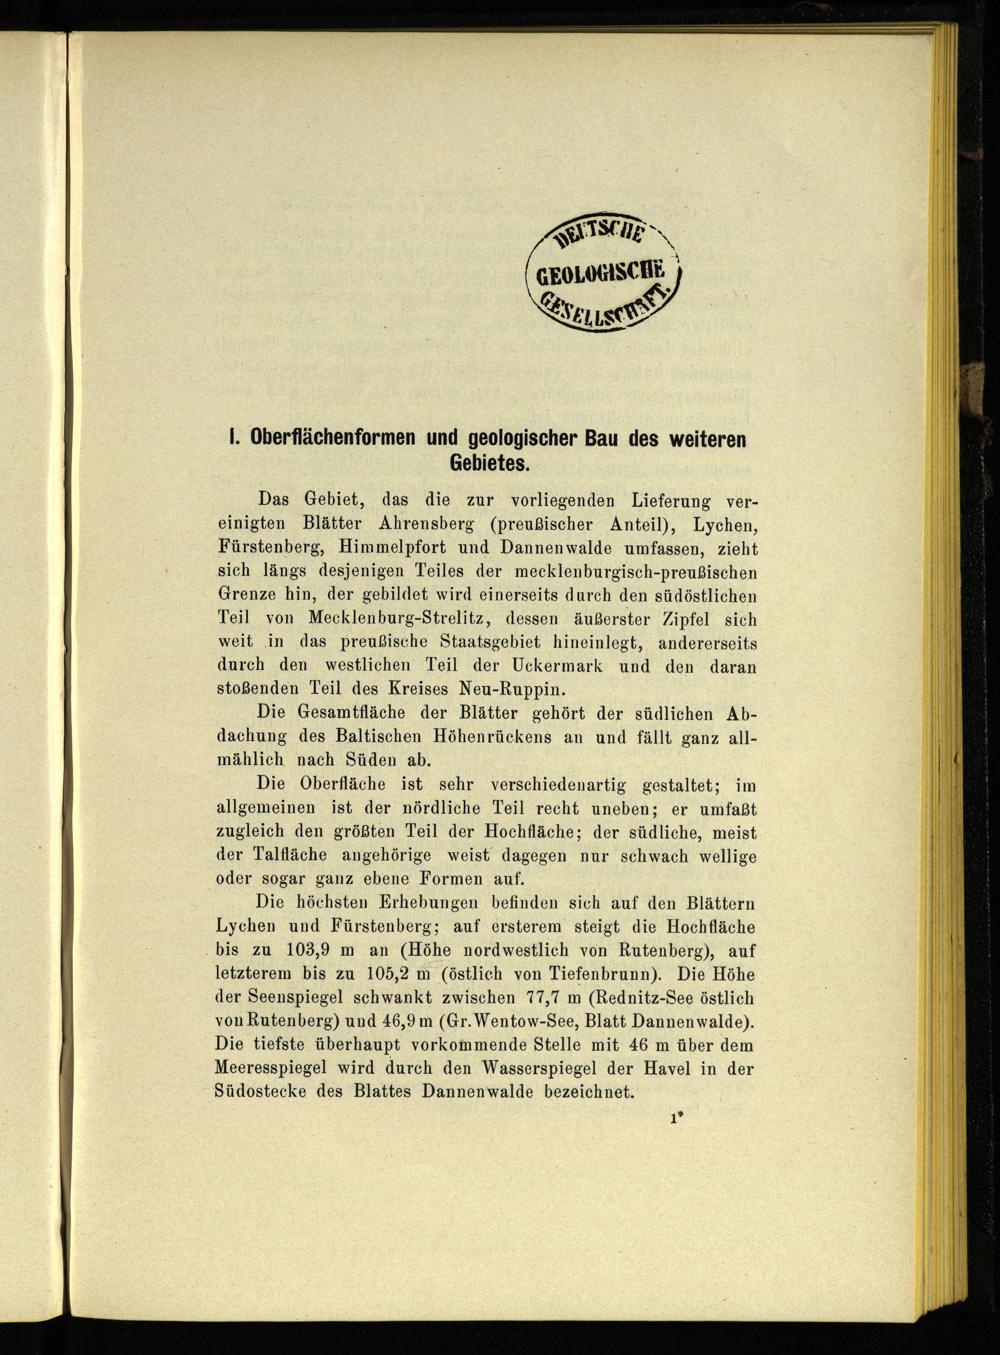 DEUTSCHE
GEOLOGISCHE
GESELLSCHAFT.
I. Oberflächenformen und geologischer Bau des weiteren
Gebietes.
Das Gebiet, das die zur vorliegenden Lieferung ver-
einigten Blätter Ahrensberg (preußischer Anteil), Lychen,
Fürstenberg, Himmelpfort und Dannenwalde umfassen, zieht
sich längs desjenigen Teiles der mecklenburgisch-preußischen
Grenze hin, der gebildet wird einerseits durch den südöstlichen
Teil von Mecklenburg-Strelitz, dessen äußerster Zipfel sich
weit in das preußische Staatsgebiet hineinlegt, andererseits
durch den westlichen Teil der Uckermark und den daran
stoßenden Teil des Kreises Neu-Ruppin.
Die Gesamtfläche der Blätter gehört der südlichen Ab-
dachung des Baltischen Höhenrückens an und fällt ganz all-
mählich nach Süden ab.
Die Oberfläche ist sehr verschiedenartig gestaltet; im
allgemeinen ist der nördliche Teil recht uneben; er umfaßt
zugleich den größten Teil der Hochfläche; der südliche, meist
der Talfläche angehörige weist dagegen nur schwach wellige
oder sogar ganz ebene Formen auf.
Die höchsten Erhebungen befinden sich auf den Blättern
Lychen und Fürstenberg; auf ersterem steigt die Hochfläche
bis zu 103,9 m an (Höhe nordwestlich von Rutenberg), auf
letzterem bis zu 105,2 m (östlich von Tiefenbrunn). Die Höhe
der Seenspiegel schwankt zwischen 77,7 m (Rednitz-See östlich
von Rutenberg) und 46,9 m (Gr. Wentow-See, Blatt Dannenwalde).
Die tiefste überhaupt vorkommende Stelle mit 46 m über dem
Meeresspiegel wird durch den Wasserspiegel der Havel in der
Südostecke des Blattes Dannenwalde bezeichnet.
1*